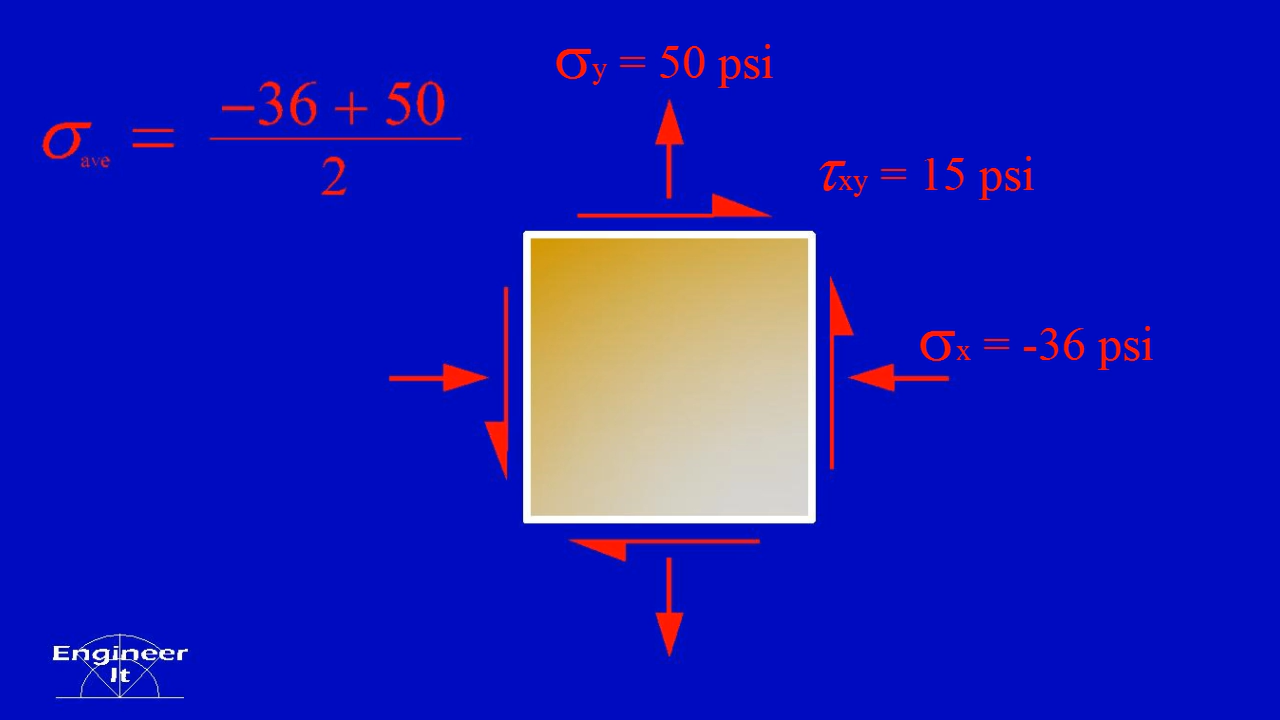 σy = 50 psi
σave = −36 + 50
2
τxy = 15 psi
σx = -36 psi
Engineer
It